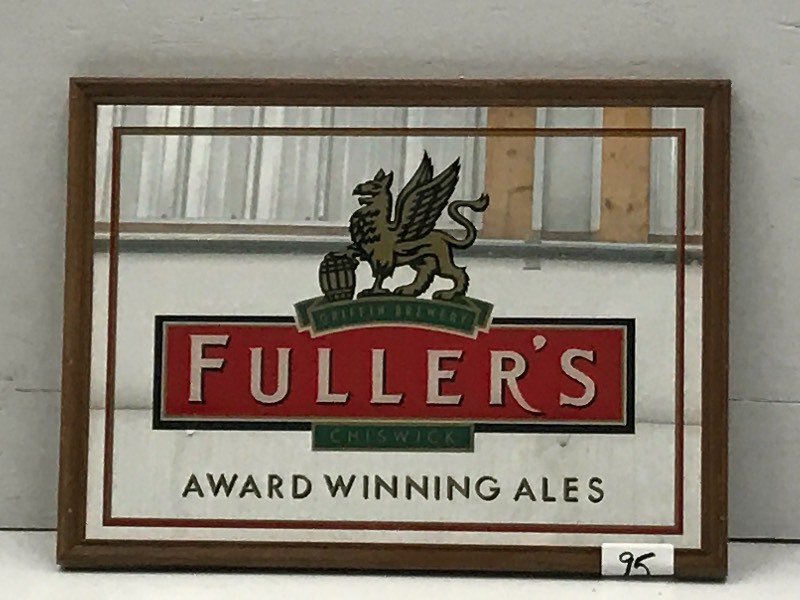 GRIFFIN BREWERY
FULLER'S
CHISWICK
AWARD WINNING ALES
95